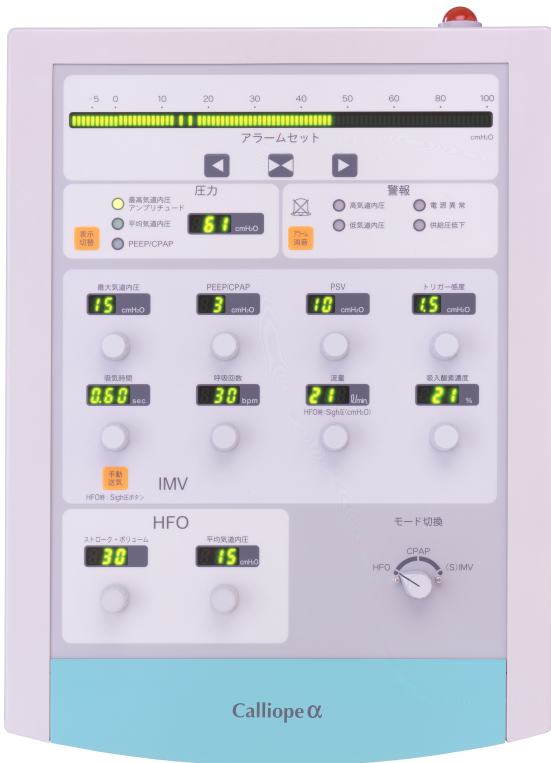 -5 0 10 20 30 40 50 60 80 100
アラームセット
cmH2O
圧力
最高気道内圧
アンプリチュード
平均気道内圧
PEEP/CPAP
表示
切替
61 cmH2O
警報
高気道内圧
電源異常
低気道内圧
供給圧低下
アラーム
消音
最大気道内圧
PEEP/CPAP
PSV
トリガー感度
15 cmH2O
3 cmH2O
10 cmH2O
1.5 cmH2O
吸気時間
呼吸回数
流量
吸入酸素濃度
0.60 sec.
30 bpm
21 ℓ/min
21 %
HFO時:Sigh圧(cmH2O)
手動
送気
IMV
HFO時:Sigh圧ボタン
HFO
ストローク・ボリューム
平均気道内圧
30
15 cmH2O
モード切換
CPAP
HFO
(S)IMV
Calliope α